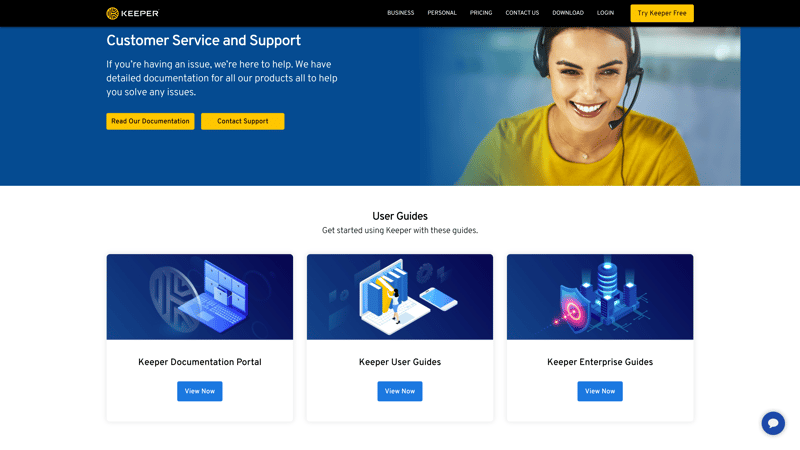 KEEPER
BUSINESS PERSONAL PRICING CONTACT US DOWNLOAD LOGIN Try Keeper Free
Customer Service and Support
If you're having an issue, we're here to help. We have
detailed documentation for all our products all to help
you solve any issues.
Read Our Documentation Contact Support
User Guides
Get started using Keeper with these guides.
Keeper Documentation Portal
View Now
Keeper User Guides
View Now
Keeper Enterprise Guides
View Now